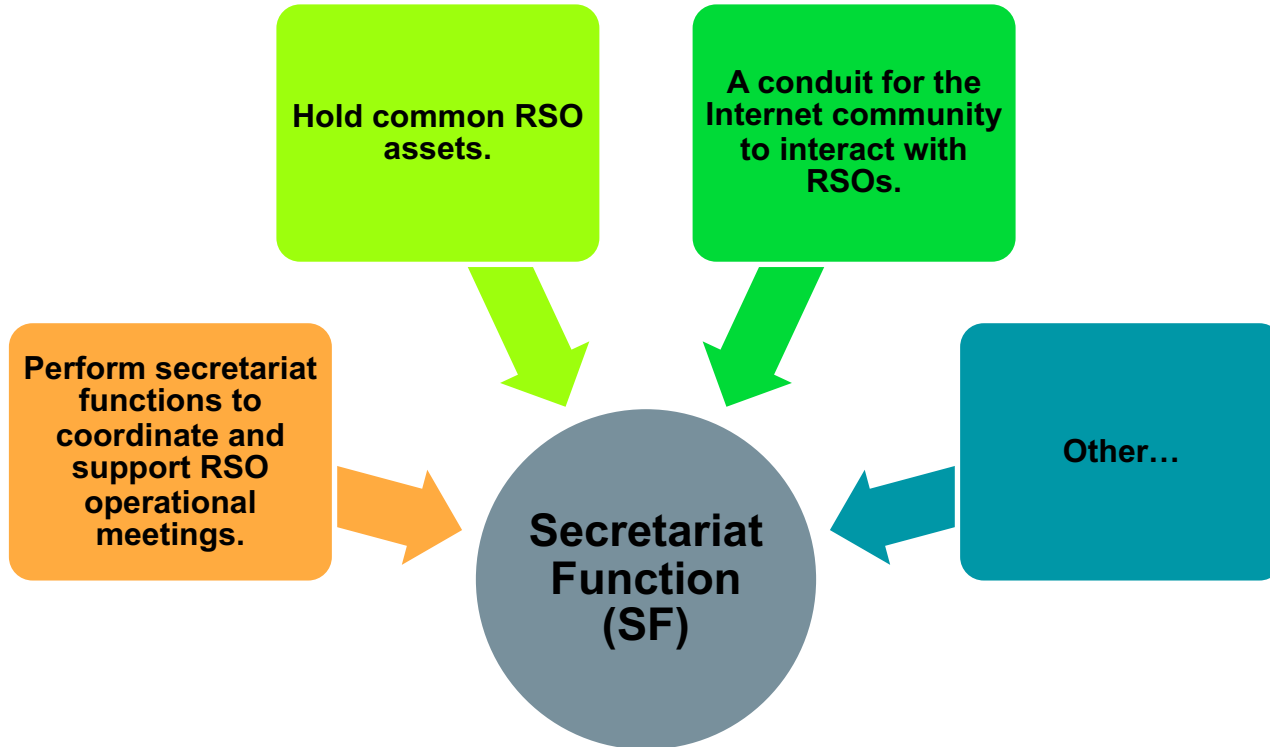 Hold common RSO
assets.
A conduit for the
Internet community
to interact with
RSOs.
Perform secretariat
functions to
coordinate and
support RSO
operational
meetings.
Other…
Secretariat
Function
(SF)